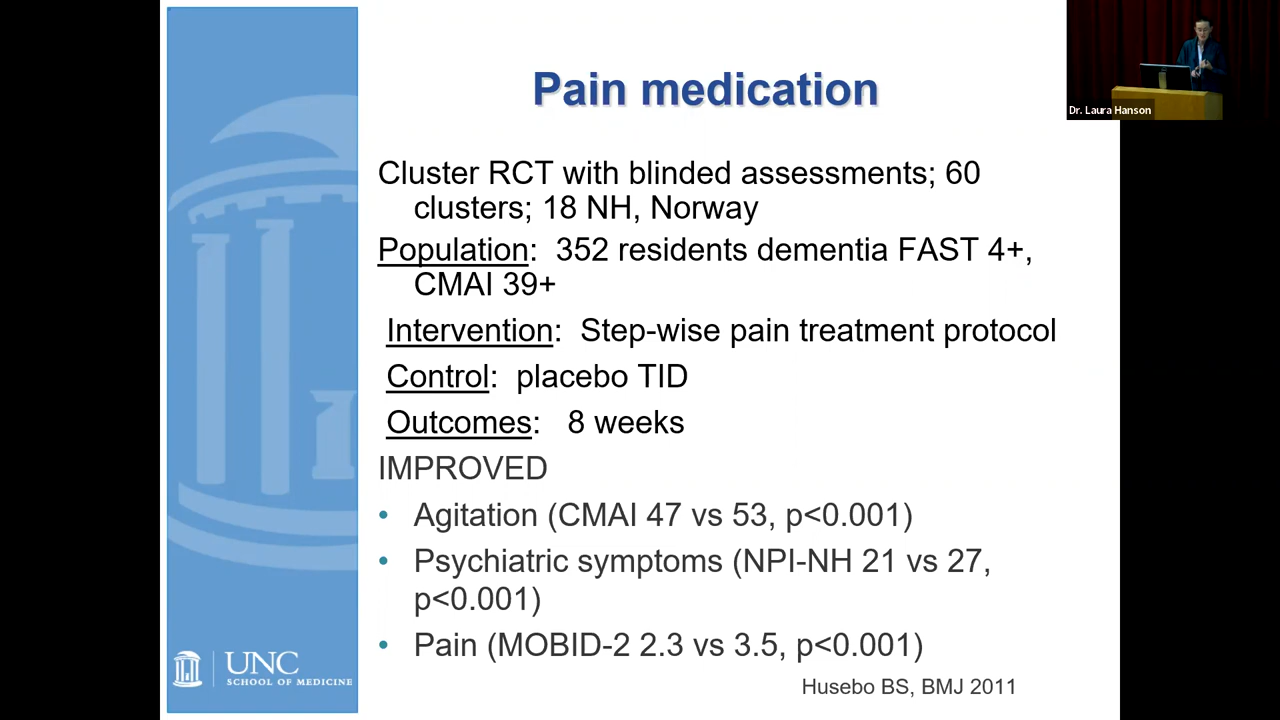 Pain medication
Dr. Laura Hanson
Cluster RCT with blinded assessments; 60
clusters; 18 NH, Norway
Population:  352 residents dementia FAST 4+,
CMAI 39+
Intervention:  Step-wise pain treatment protocol
Control:  placebo TID
Outcomes:   8 weeks
IMPROVED
• Agitation (CMAI 47 vs 53, p<0.001)
• Psychiatric symptoms (NPI-NH 21 vs 27,
p<0.001)
• Pain (MOBID-2 2.3 vs 3.5, p<0.001)
Husebo BS, BMJ 2011
UNC
SCHOOL OF MEDICINE